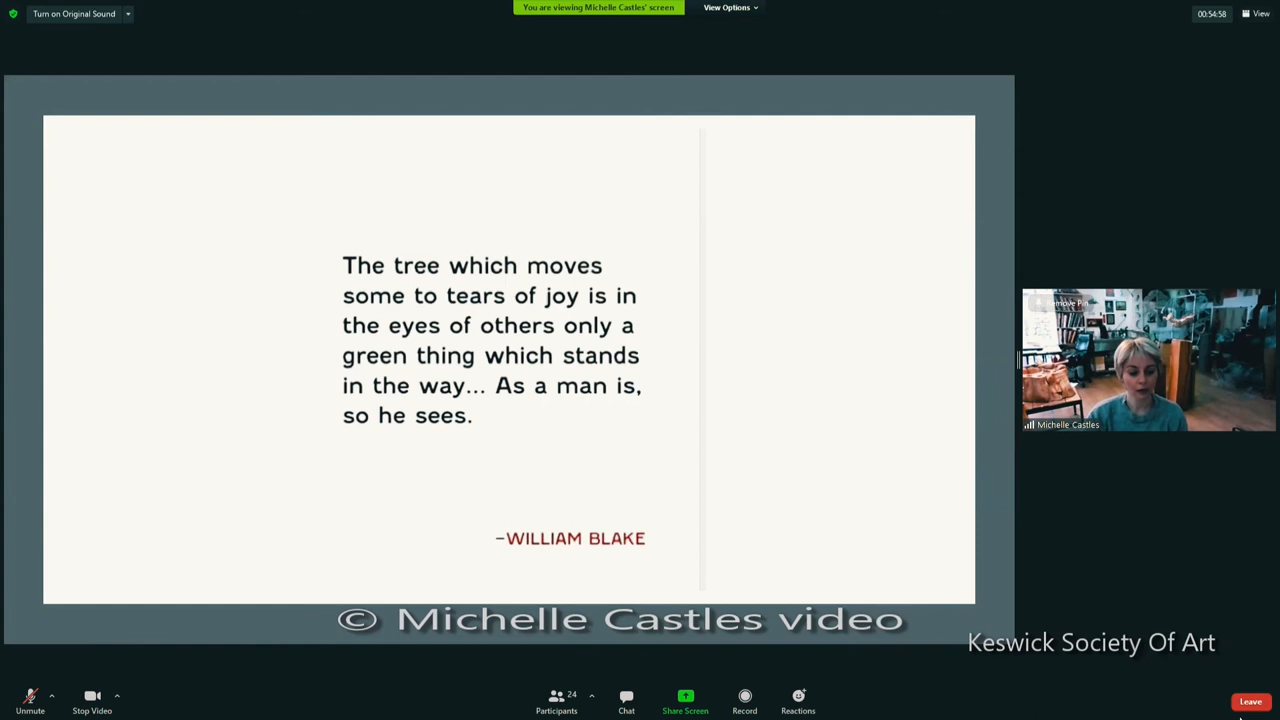 Turn on Original Sound
You are viewing Michelle Castles' screen
View Options
00:54:58
View
The tree which moves
some to tears of joy is in
the eyes of others only a
green thing which stands
in the way... As a man is,
so he sees.
–WILLIAM BLAKE
Remove Pin
Michelle Castles
© Michelle Castles video
Keswick Society Of Art
Unmute
Stop Video
24
Participants
Chat
Share Screen
Record
Reactions
Leave